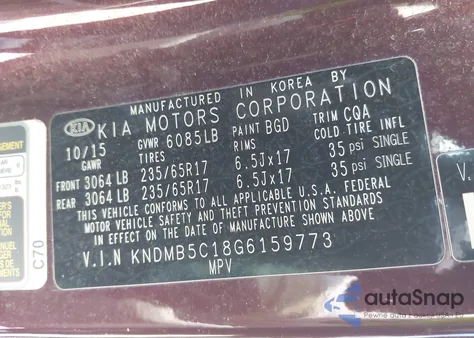 MANUFACTURED IN KOREA BY
KIA KIA MOTORS CORPORATION
10/15 GVWR 6085LB PAINT BGD TRIM CQA
GAWR TIRES RIMS COLD TIRE INFL
FRONT 3064 LB 235/65R17 6.5Jx17 35 psi SINGLE
REAR 3064 LB 235/65R17 6.5Jx17 35 psi SINGLE
THIS VEHICLE CONFORMS TO ALL APPLICABLE U.S.A. FEDERAL
MOTOR VEHICLE SAFETY AND THEFT PREVENTION STANDARDS
IN EFFECT ON THE DATE OF MANUFACTURE SHOWN ABOVE.
V.I.N KNDMB5C18G6159773
MPV
C70
V.
autoSnap